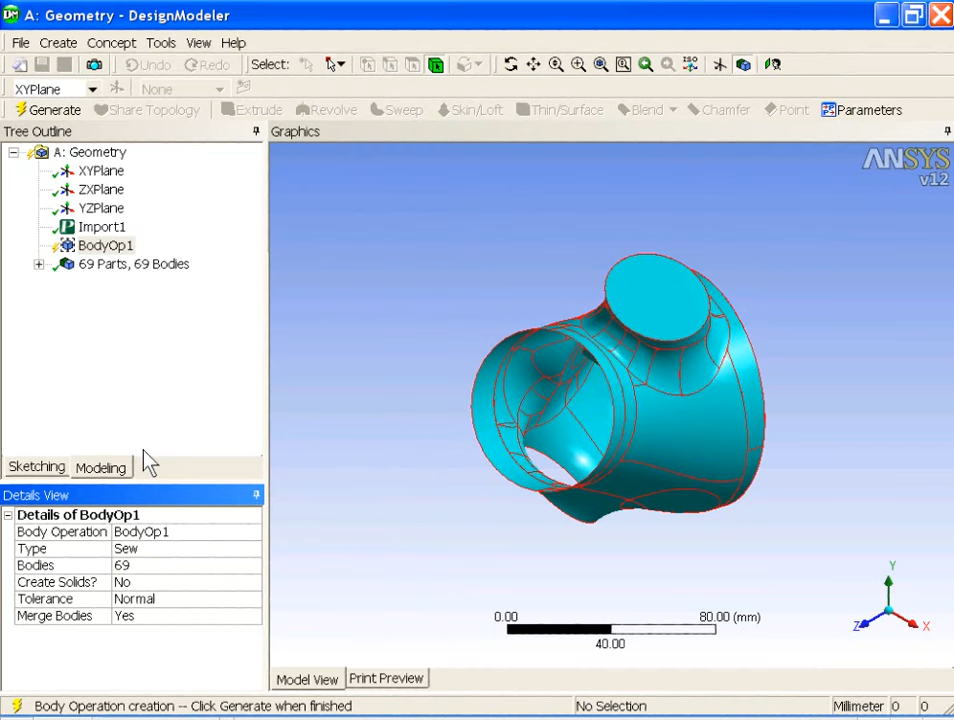 A: Geometry - DesignModeler
File Create Concept Tools View Help
Undo Redo Select:
XYPlane None
Generate Share Topology Extrude Revolve Sweep Skin/Loft Thin/Surface Blend Chamfer Point Parameters
Tree Outline
A: Geometry
XYPlane
ZXPlane
YZPlane
Import1
BodyOp1
69 Parts, 69 Bodies
Sketching Modeling
Details View
Details of BodyOp1
Body Operation BodyOp1
Type Sew
Bodies 69
Create Solids? No
Tolerance Normal
Merge Bodies Yes
Graphics
ANSYS
v12
Y
Z X
0.00 80.00 (mm)
40.00
Model View Print Preview
Body Operation creation -- Click Generate when finished No Selection Millimeter 0 0